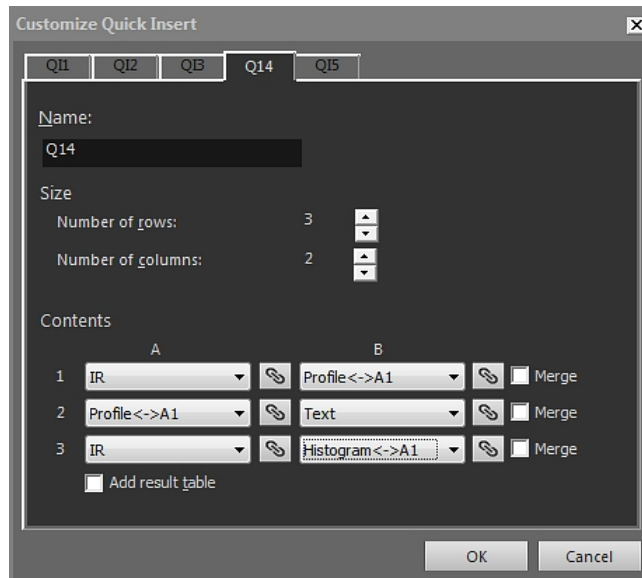 Customize Quick Insert
QI1 QI2 QI3 Q14 QI5
Name:
Q14
Size
Number of rows: 3
Number of columns: 2
Contents
A B
1 IR Profile<->A1 Merge
2 Profile<->A1 Text Merge
3 IR Histogram<->A1 Merge
Add result table
OK Cancel